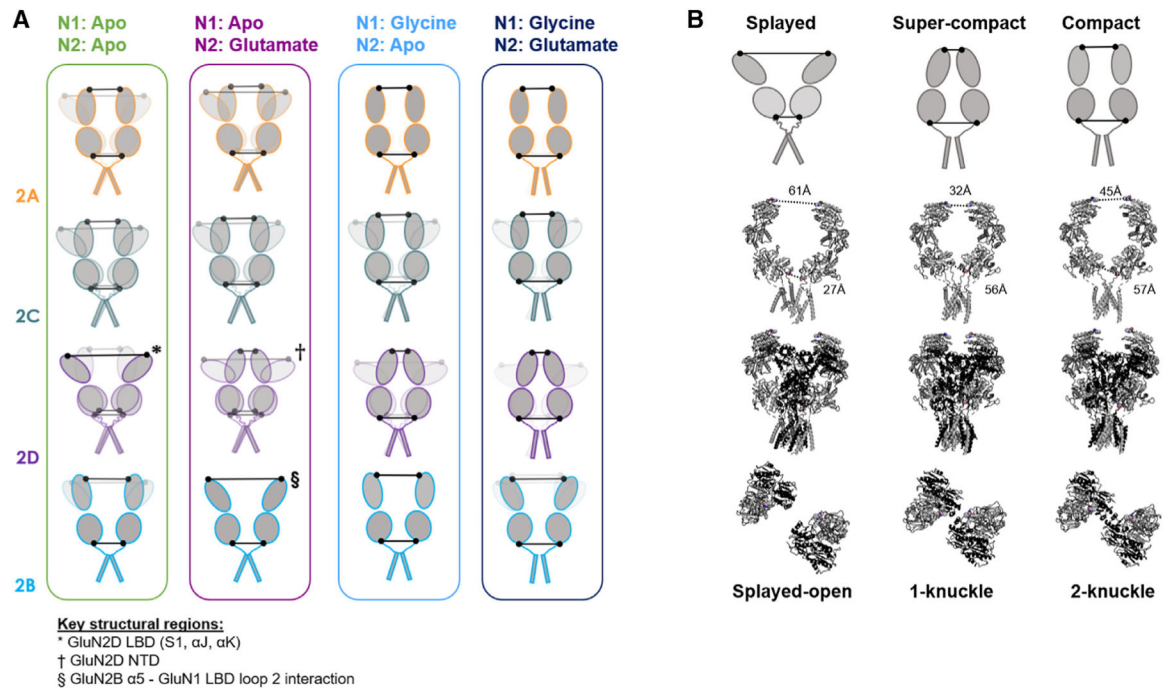 A
N1: Apo
N2: Apo
N1: Apo
N2: Glutamate
N1: Glycine
N2: Apo
N1: Glycine
N2: Glutamate
2A
2C
2D
*
†
2B
§
Key structural regions:
* GluN2D LBD (S1, αJ, αK)
† GluN2D NTD
§ GluN2B α5 - GluN1 LBD loop 2 interaction
B
Splayed
Super-compact
Compact
61Å
32Å
45Å
27Å
56Å
57Å
Splayed-open
1-knuckle
2-knuckle